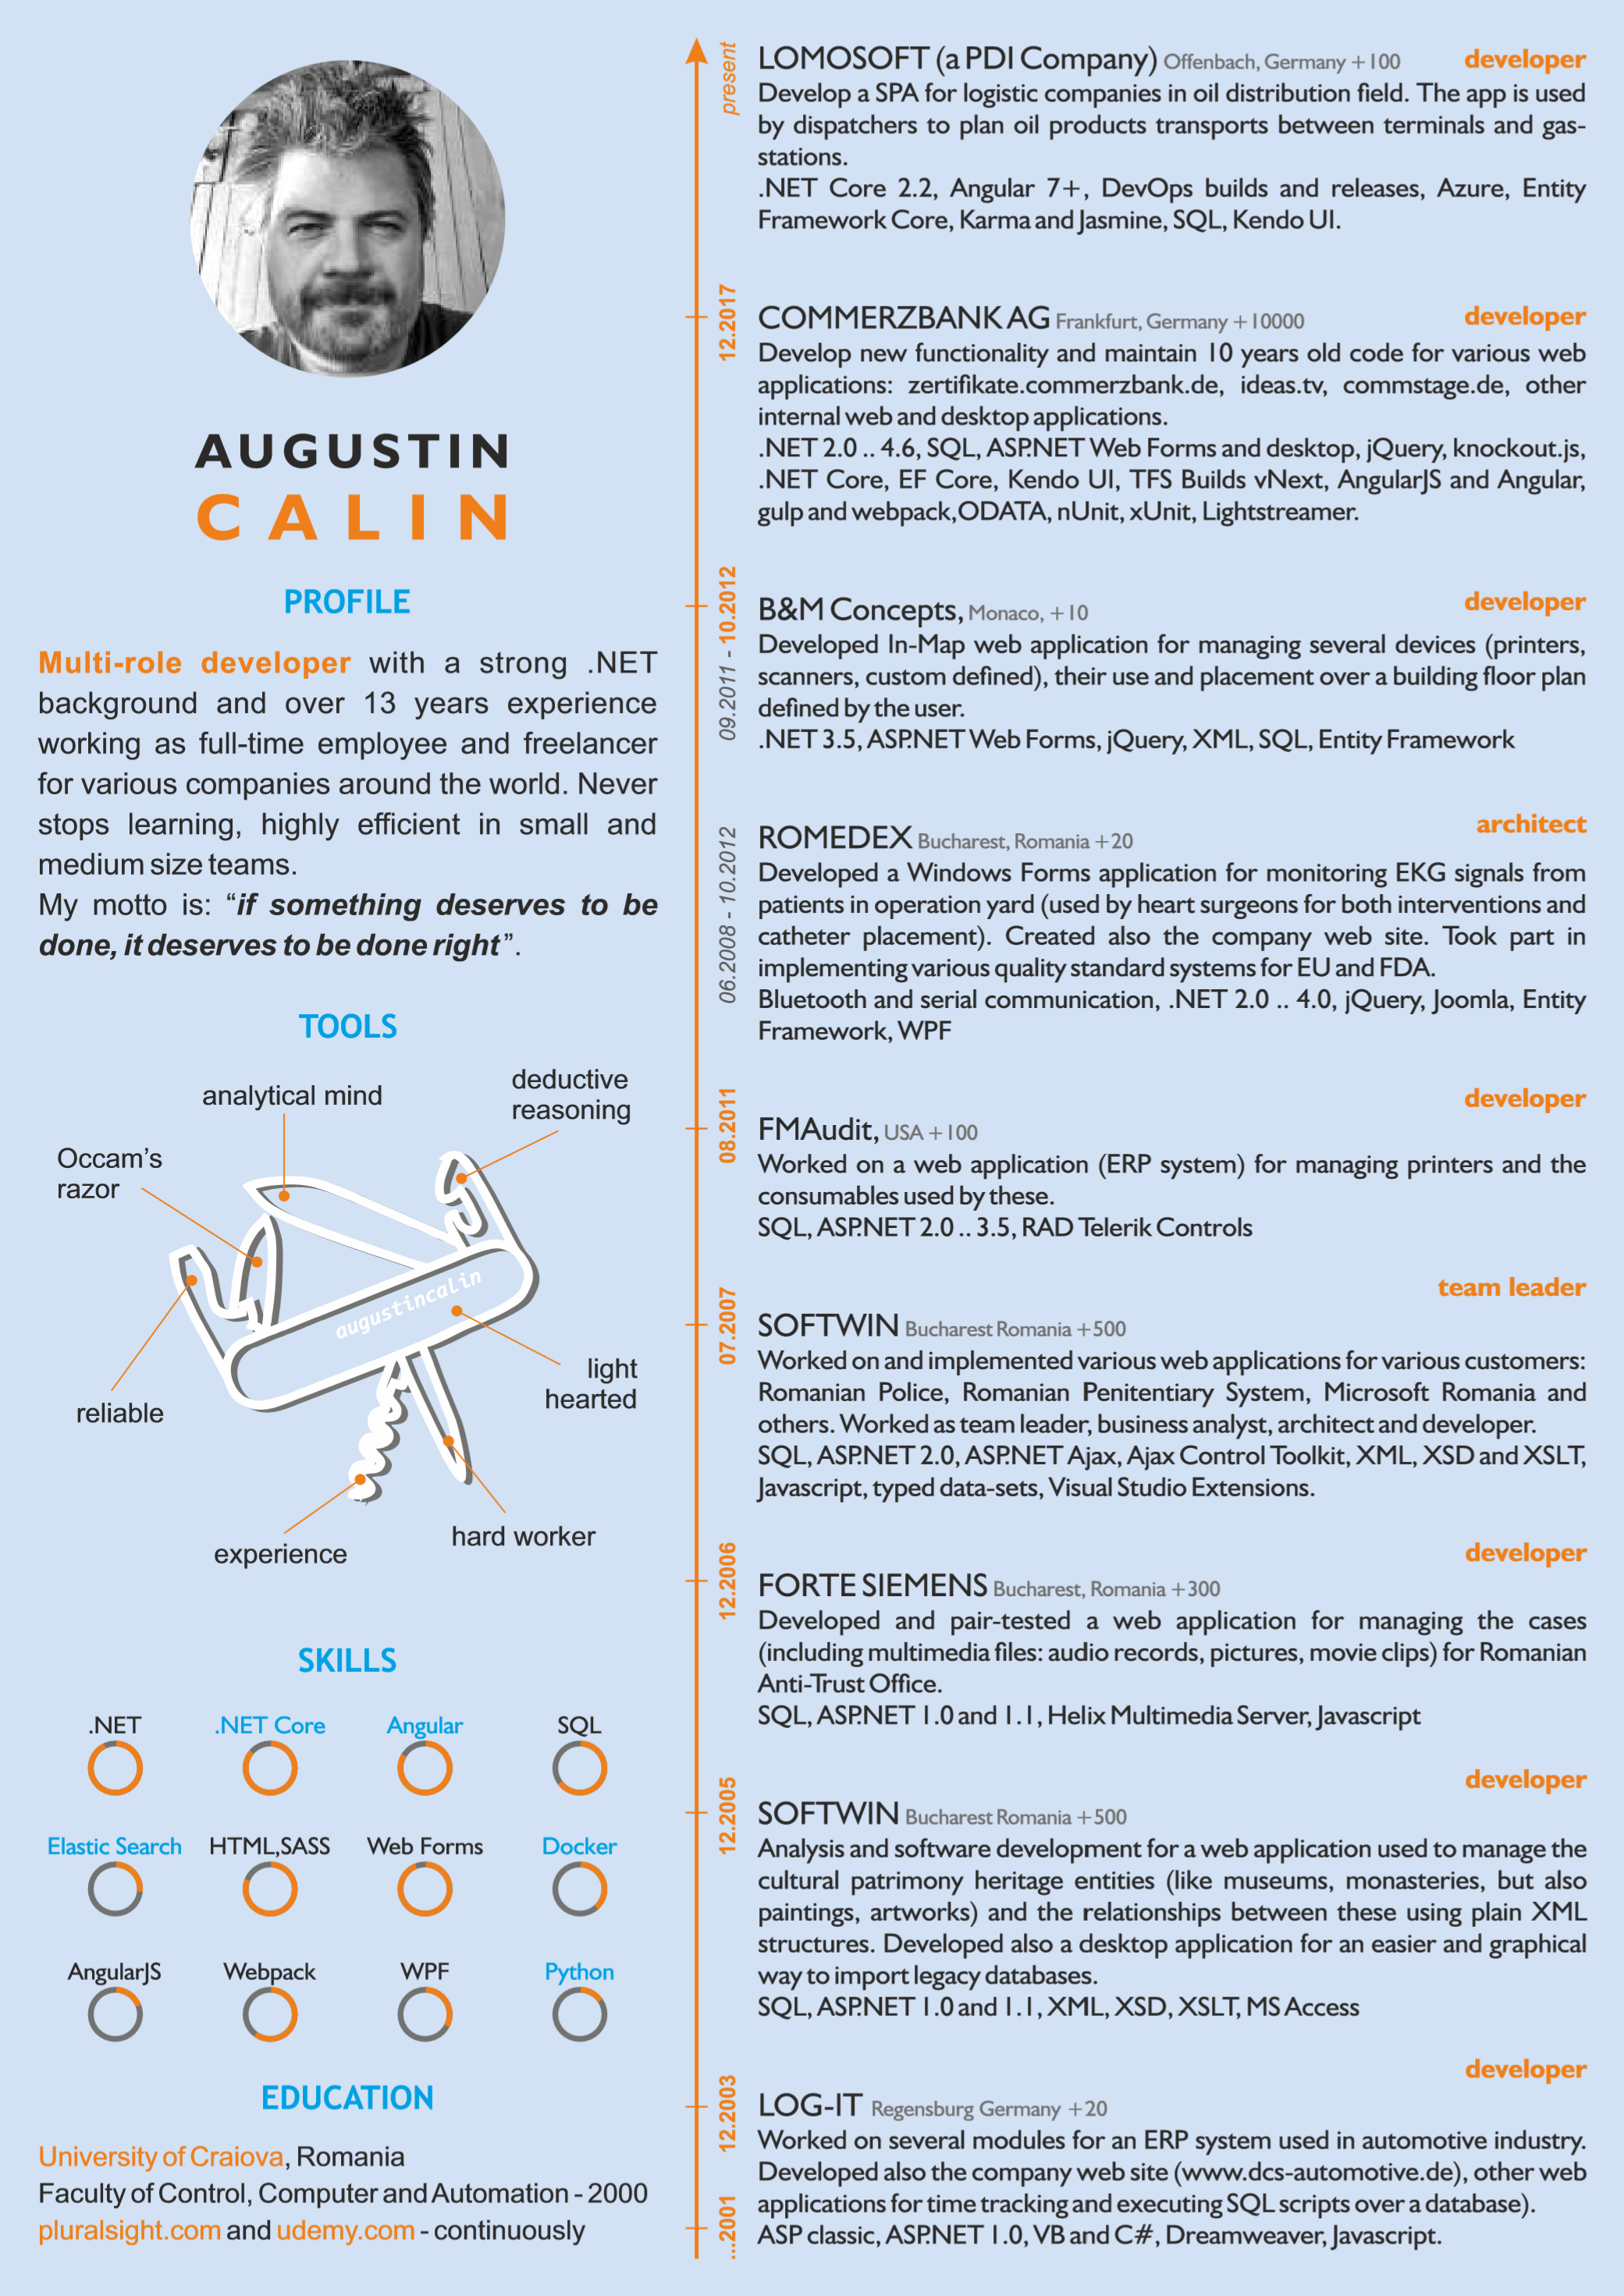 AUGUSTIN
CALIN
PROFILE
Multi-role developer with a strong .NET
background and over 13 years experience
working as full-time employee and freelancer
for various companies around the world. Never
stops learning, highly efficient in small and
medium size teams.
My motto is: “if something deserves to be
done, it deserves to be done right”.
TOOLS
analytical mind
deductive
reasoning
Occam’s
razor
augustincalin
light
hearted
reliable
hard worker
experience
SKILLS
.NET .NET Core Angular SQL
Elastic Search HTML,SASS Web Forms Docker
AngularJS Webpack WPF Python
EDUCATION
University of Craiova, Romania
Faculty of Control, Computer and Automation - 2000
pluralsight.com and udemy.com - continuously
present
LOMOSOFT (a PDI Company) Offenbach, Germany +100 developer
Develop a SPA for logistic companies in oil distribution field. The app is used
by dispatchers to plan oil products transports between terminals and gas-
stations.
.NET Core 2.2, Angular 7+, DevOps builds and releases, Azure, Entity
Framework Core, Karma and Jasmine, SQL, Kendo UI.
12.2017
COMMERZBANK AG Frankfurt, Germany +10000 developer
Develop new functionality and maintain 10 years old code for various web
applications: zertifikate.commerzbank.de, ideas.tv, commstage.de, other
internal web and desktop applications.
.NET 2.0 .. 4.6, SQL, ASP.NET Web Forms and desktop, jQuery, knockout.js,
.NET Core, EF Core, Kendo UI, TFS Builds vNext, AngularJS and Angular,
gulp and webpack,ODATA, nUnit, xUnit, Lightstreamer.
09.2011 - 10.2012
B&M Concepts, Monaco, +10 developer
Developed In-Map web application for managing several devices (printers,
scanners, custom defined), their use and placement over a building floor plan
defined by the user.
.NET 3.5, ASP.NET Web Forms, jQuery, XML, SQL, Entity Framework
06.2008 - 10.2012
architect
ROMEDEX Bucharest, Romania +20
Developed a Windows Forms application for monitoring EKG signals from
patients in operation yard (used by heart surgeons for both interventions and
catheter placement). Created also the company web site. Took part in
implementing various quality standard systems for EU and FDA.
Bluetooth and serial communication, .NET 2.0 .. 4.0, jQuery, Joomla, Entity
Framework, WPF
08.2011
developer
FMAudit, USA +100
Worked on a web application (ERP system) for managing printers and the
consumables used by these.
SQL, ASP.NET 2.0 .. 3.5, RAD Telerik Controls
07.2007
team leader
SOFTWIN Bucharest Romania +500
Worked on and implemented various web applications for various customers:
Romanian Police, Romanian Penitentiary System, Microsoft Romania and
others. Worked as team leader, business analyst, architect and developer.
SQL, ASP.NET 2.0, ASP.NET Ajax, Ajax Control Toolkit, XML, XSD and XSLT,
Javascript, typed data-sets, Visual Studio Extensions.
12.2006
developer
FORTE SIEMENS Bucharest, Romania +300
Developed and pair-tested a web application for managing the cases
(including multimedia files: audio records, pictures, movie clips) for Romanian
Anti-Trust Office.
SQL, ASP.NET 1.0 and 1.1, Helix Multimedia Server, Javascript
12.2005
developer
SOFTWIN Bucharest Romania +500
Analysis and software development for a web application used to manage the
cultural patrimony heritage entities (like museums, monasteries, but also
paintings, artworks) and the relationships between these using plain XML
structures. Developed also a desktop application for an easier and graphical
way to import legacy databases.
SQL, ASP.NET 1.0 and 1.1, XML, XSD, XSLT, MS Access
12.2003
developer
LOG-IT Regensburg Germany +20
Worked on several modules for an ERP system used in automotive industry.
Developed also the company web site (www.dcs-automotive.de), other web
applications for time tracking and executing SQL scripts over a database).
ASP classic, ASP.NET 1.0, VB and C#, Dreamweaver, Javascript.
...2001